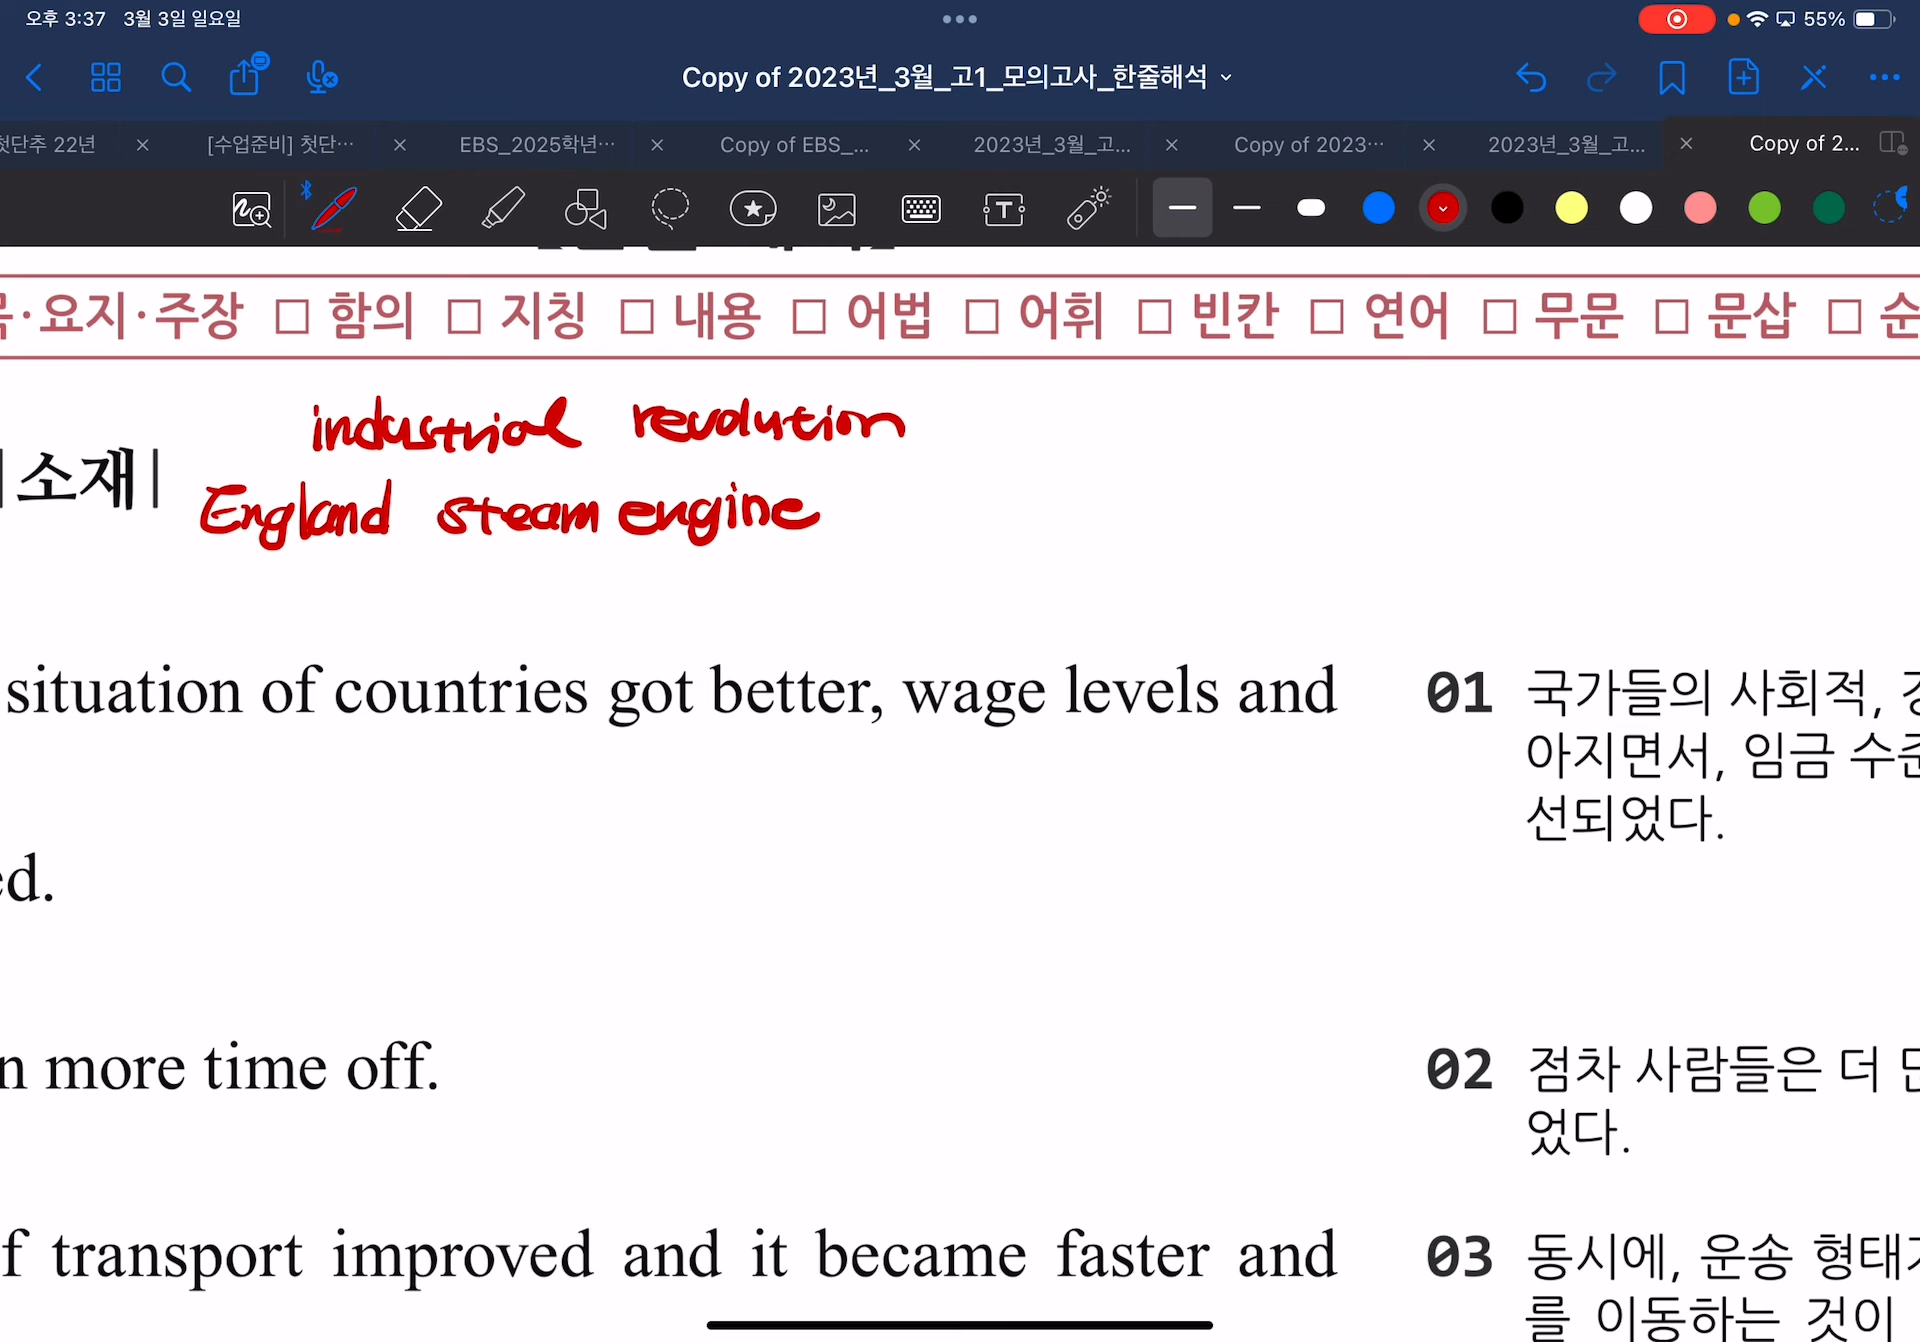 오후 3:37 3월 3일 일요일
55%
Copy of 2023년_3월_고1_모의고사_한줄해석
첫단추 22년
[수업준비] 첫단…
EBS_2025학년…
Copy of EBS_...
2023년_3월_고...
Copy of 2023…
2023년_3월_고...
Copy of 2...
·요지·주장 □ 함의 □ 지칭 □ 내용 □ 어법 □ 어휘 □ 빈칸 □ 연어 □ 무문 □ 문삽 □ 순
industrial revolution
|소재|
England steam engine
situation of countries got better, wage levels and
ed.
n more time off.
f transport improved and it became faster and
01 국가들의 사회적,
아지면서, 임금 수준
선되었다.
02 점차 사람들은 더
었다.
03 동시에, 운송 형태가
를 이동하는 것이